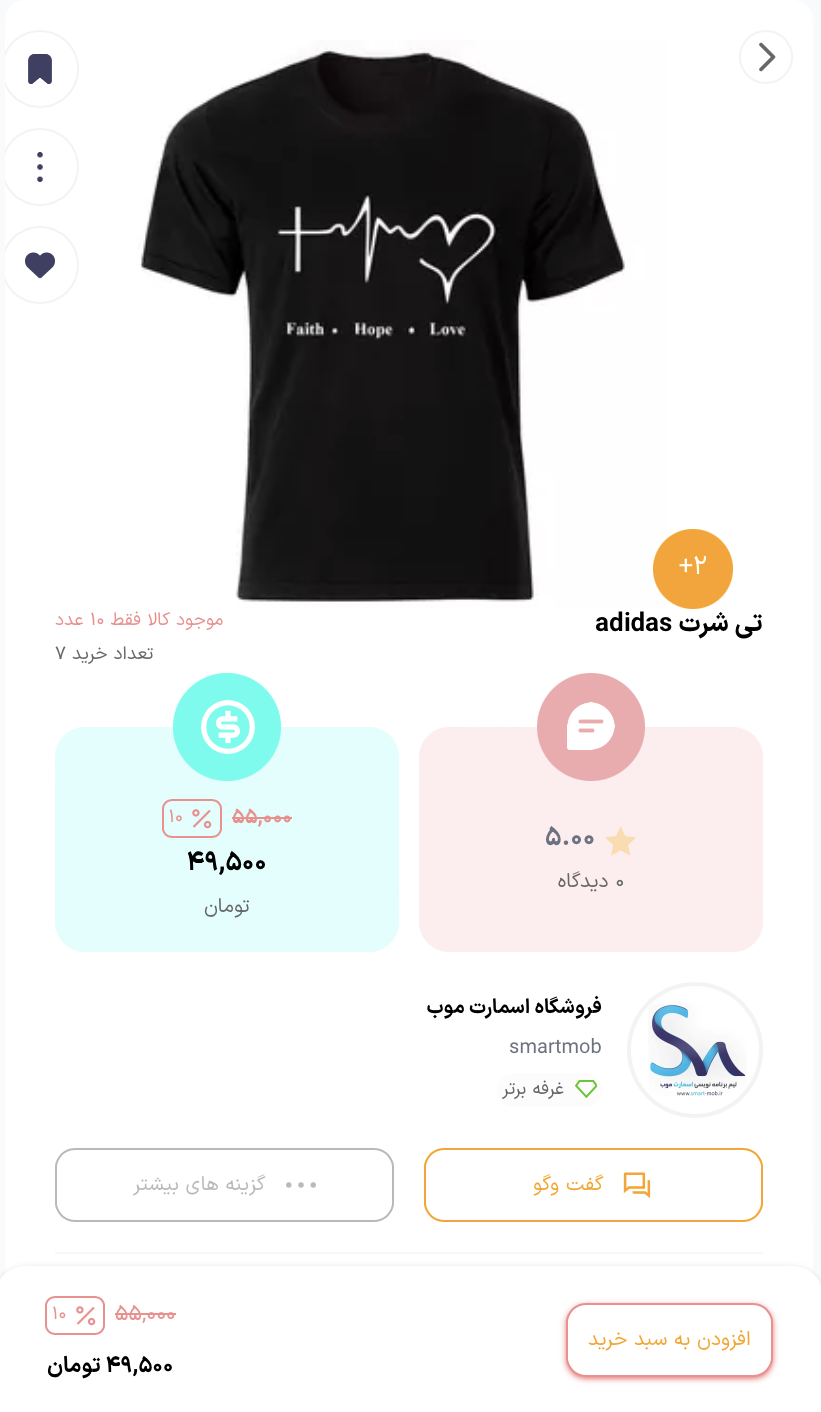 Faith • Hope • Love
+۲
تی شرت adidas
موجود کالا فقط ۱۰ عدد
تعداد خرید ۷
۵.۰۰
۰ دیدگاه
۵۵,۰۰۰ % ۱۰
۴۹,۵۰۰
تومان
فروشگاه اسمارت موب
smartmob
غرفه برتر
تیم برنامه نویسی اسمارت موب
www.smart-mob.ir
گفت وگو
گزینه های بیشتر
افزودن به سبد خرید
۵۵,۰۰۰ % ۱۰
۴۹,۵۰۰ تومان